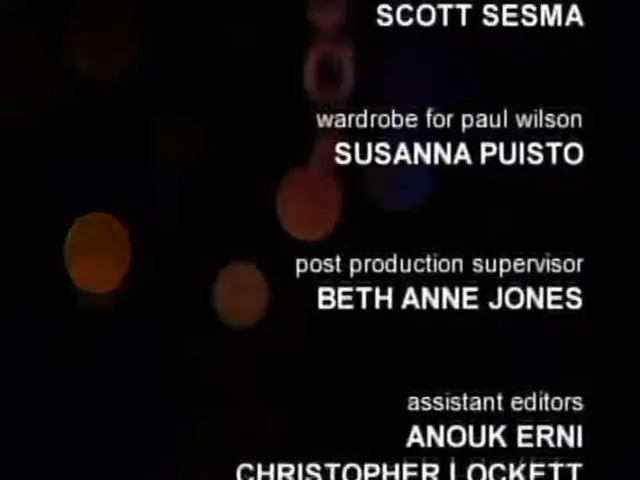 SCOTT SESMA
wardrobe for paul wilson
SUSANNA PUISTO
post production supervisor
BETH ANNE JONES
assistant editors
ANOUK ERNI
CHRISTOPHER LOCKETT